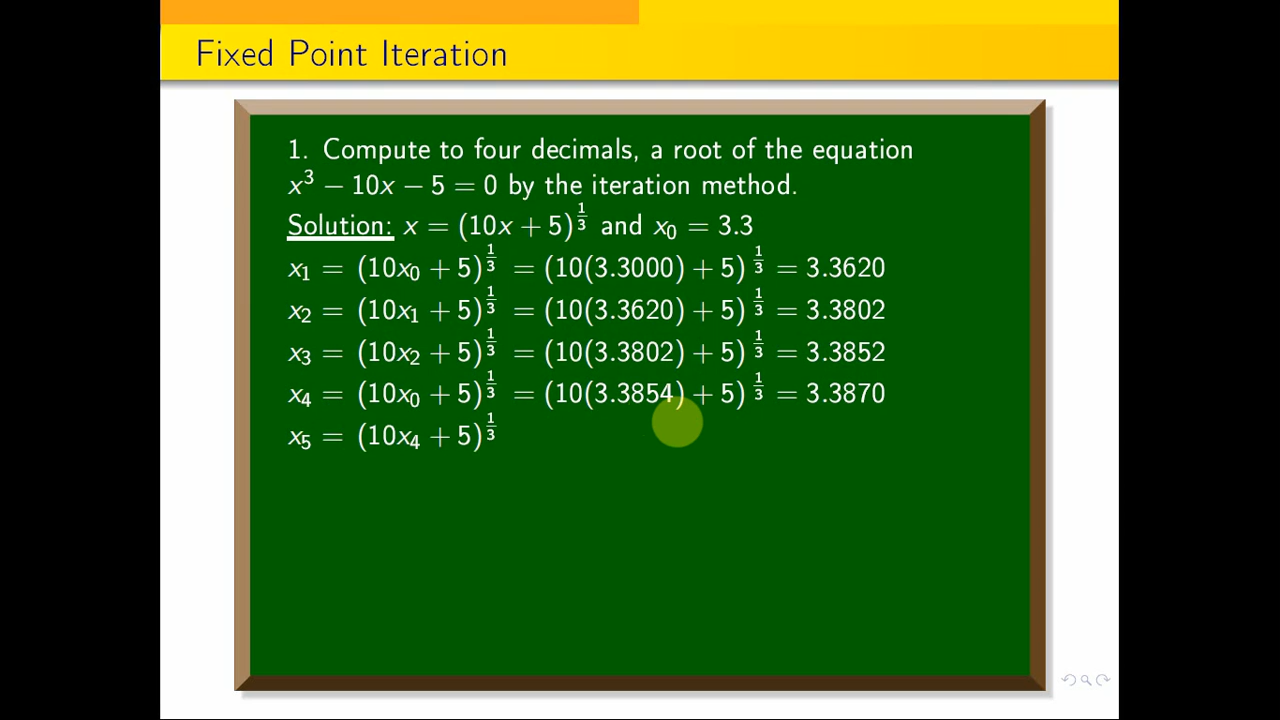 Fixed Point Iteration
1. Compute to four decimals, a root of the equation
x³ − 10x − 5 = 0 by the iteration method.
Solution: x = (10x + 5)^(1/3) and x₀ = 3.3
x₁ = (10x₀ + 5)^(1/3) = (10(3.3000) + 5)^(1/3) = 3.3620
x₂ = (10x₁ + 5)^(1/3) = (10(3.3620) + 5)^(1/3) = 3.3802
x₃ = (10x₂ + 5)^(1/3) = (10(3.3802) + 5)^(1/3) = 3.3852
x₄ = (10x₀ + 5)^(1/3) = (10(3.3854) + 5)^(1/3) = 3.3870
x₅ = (10x₄ + 5)^(1/3)